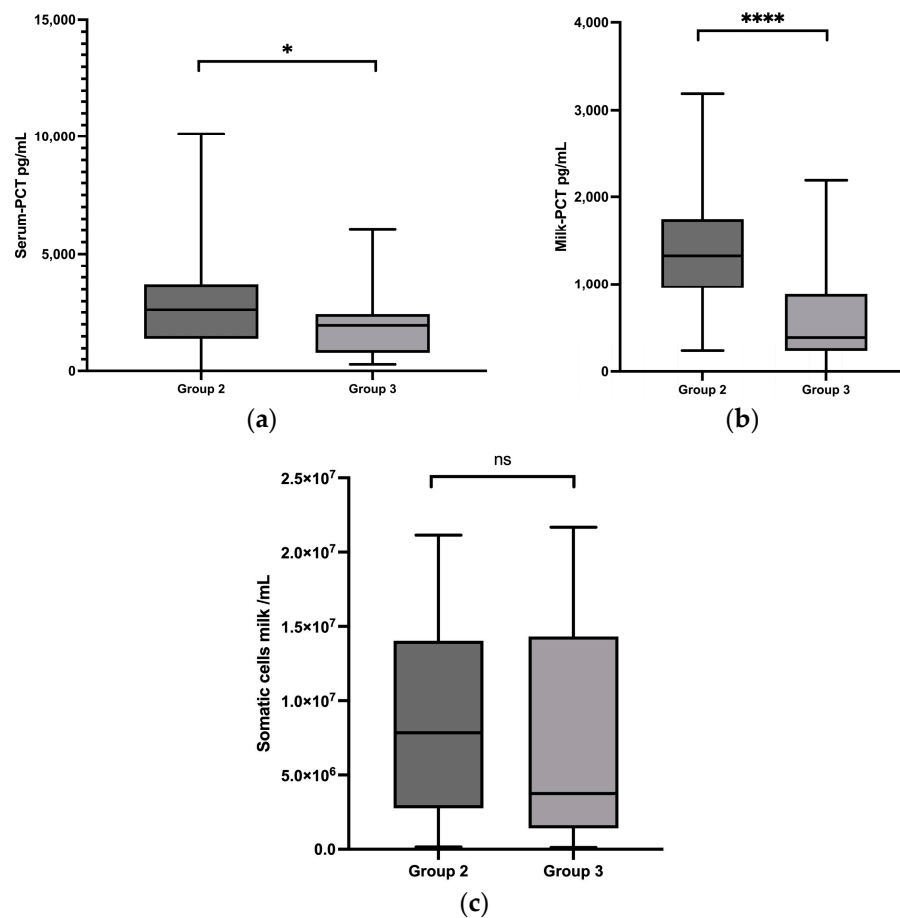 15,000
10,000
5,000
0
Serum-PCT pg/mL
*
Group 2
Group 3
(a)
4,000
3,000
2,000
1,000
0
Milk-PCT pg/mL
****
Group 2
Group 3
(b)
2.5×10⁷
2.0×10⁷
1.5×10⁷
1.0×10⁷
5.0×10⁶
0.0
Somatic cells milk /mL
ns
Group 2
Group 3
(c)